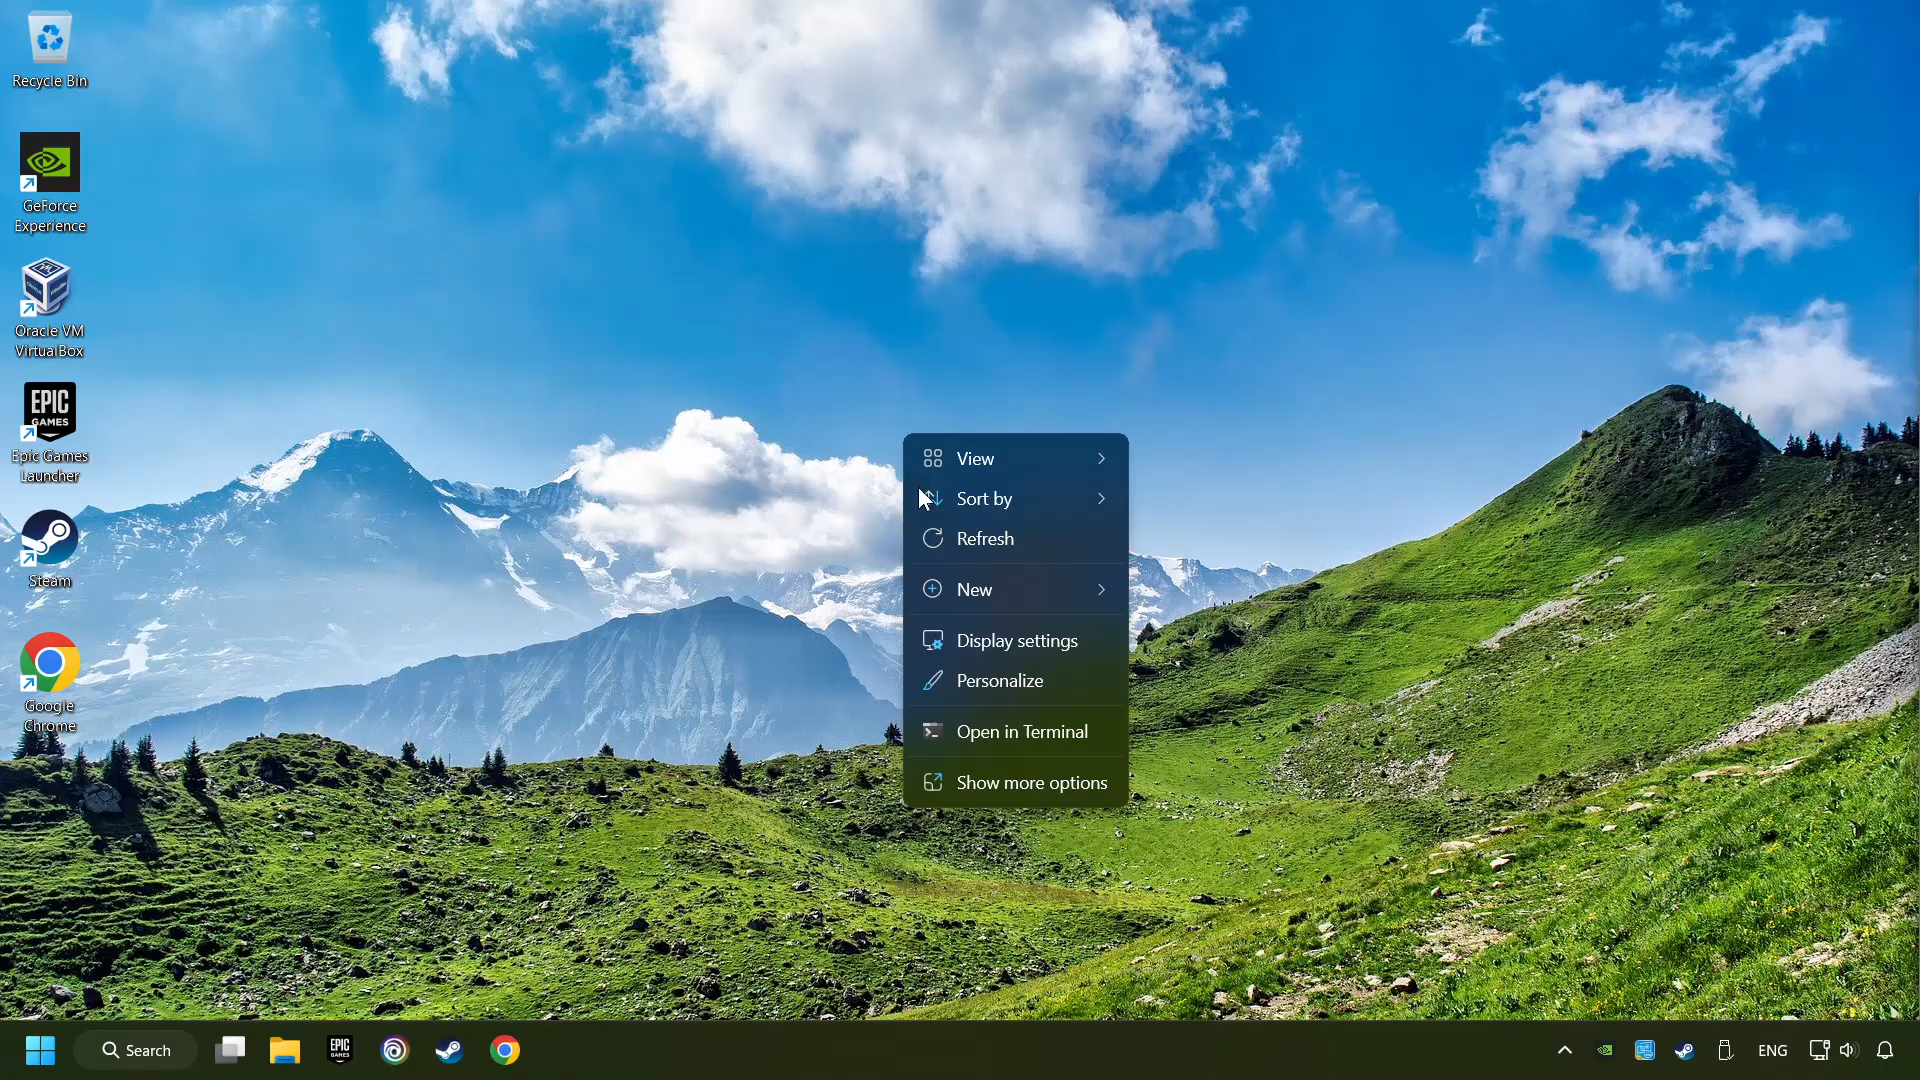 Recycle Bin
GeForce
Experience
Oracle VM
VirtualBox
EPIC
GAMES
Epic Games
Launcher
Steam
Google
Chrome
View
Sort by
Refresh
New
Display settings
Personalize
Open in Terminal
Show more options
Search
EPIC
GAMES
ENG